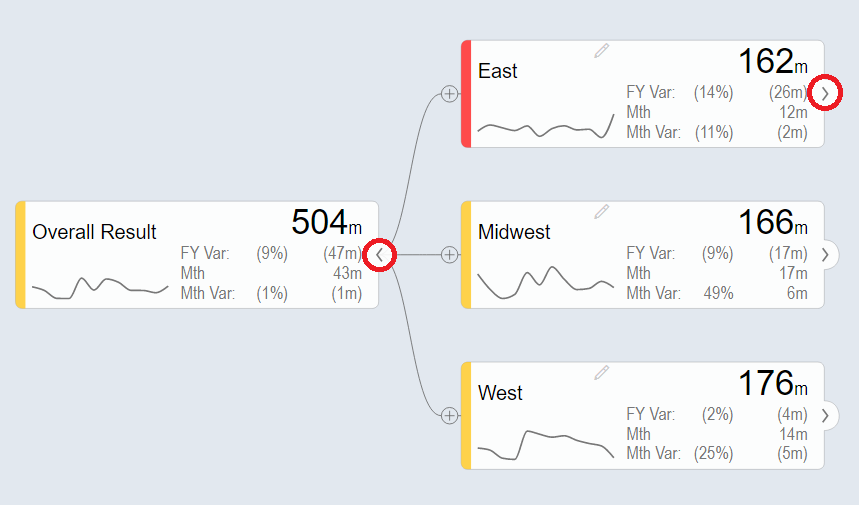 Overall Result
504m
FY Var: (9%) (47m)
Mth 43m
Mth Var: (1%) (1m)
East
162m
FY Var: (14%) (26m)
Mth 12m
Mth Var: (11%) (2m)
Midwest
166m
FY Var: (9%) (17m)
Mth 17m
Mth Var: 49% 6m
West
176m
FY Var: (2%) (4m)
Mth 14m
Mth Var: (25%) (5m)